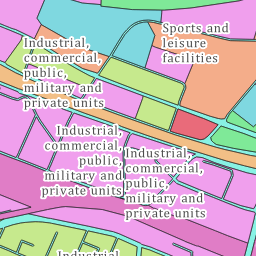 Sports and
leisure
facilities
Industrial,
commercial,
public,
military and
private units
Industrial,
commercial,
public,
military and
private units
Industrial,
commercial,
public,
military and
private units
Industrial